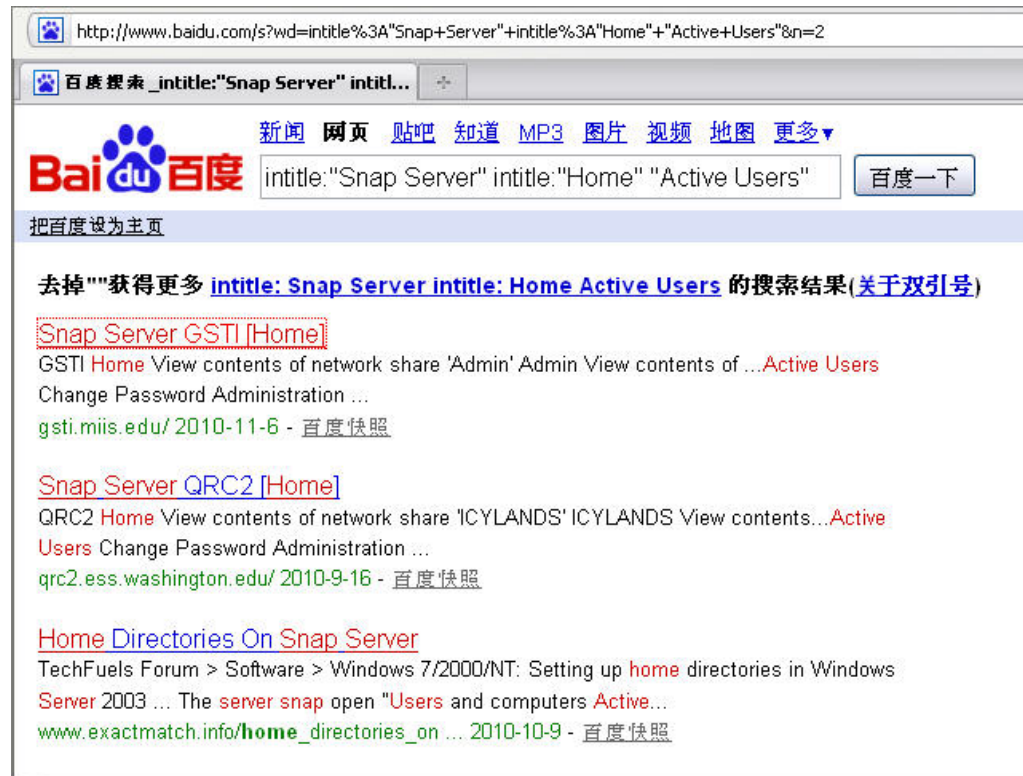 http://www.baidu.com/s?wd=intitle%3A"Snap+Server"+intitle%3A"Home"+"Active+Users"&n=2
百度搜索_intitle:"Snap Server" intitl...
新闻 网页 贴吧 知道 MP3 图片 视频 地图 更多▼
Bai du 百度
intitle:"Snap Server" intitle:"Home" "Active Users"
百度一下
把百度设为主页
去掉""获得更多 intitle: Snap Server intitle: Home Active Users 的搜索结果(关于双引号)
Snap Server GSTI [Home]
GSTI Home View contents of network share 'Admin' Admin View contents of ...Active Users
Change Password Administration ...
gsti.miis.edu/ 2010-11-6 - 百度快照
Snap Server QRC2 [Home]
QRC2 Home View contents of network share 'ICYLANDS' ICYLANDS View contents...Active
Users Change Password Administration ...
qrc2.ess.washington.edu/ 2010-9-16 - 百度快照
Home Directories On Snap Server
TechFuels Forum > Software > Windows 7/2000/NT: Setting up home directories in Windows
Server 2003 ... The server snap open "Users and computers Active...
www.exactmatch.info/home_directories_on ... 2010-10-9 - 百度快照